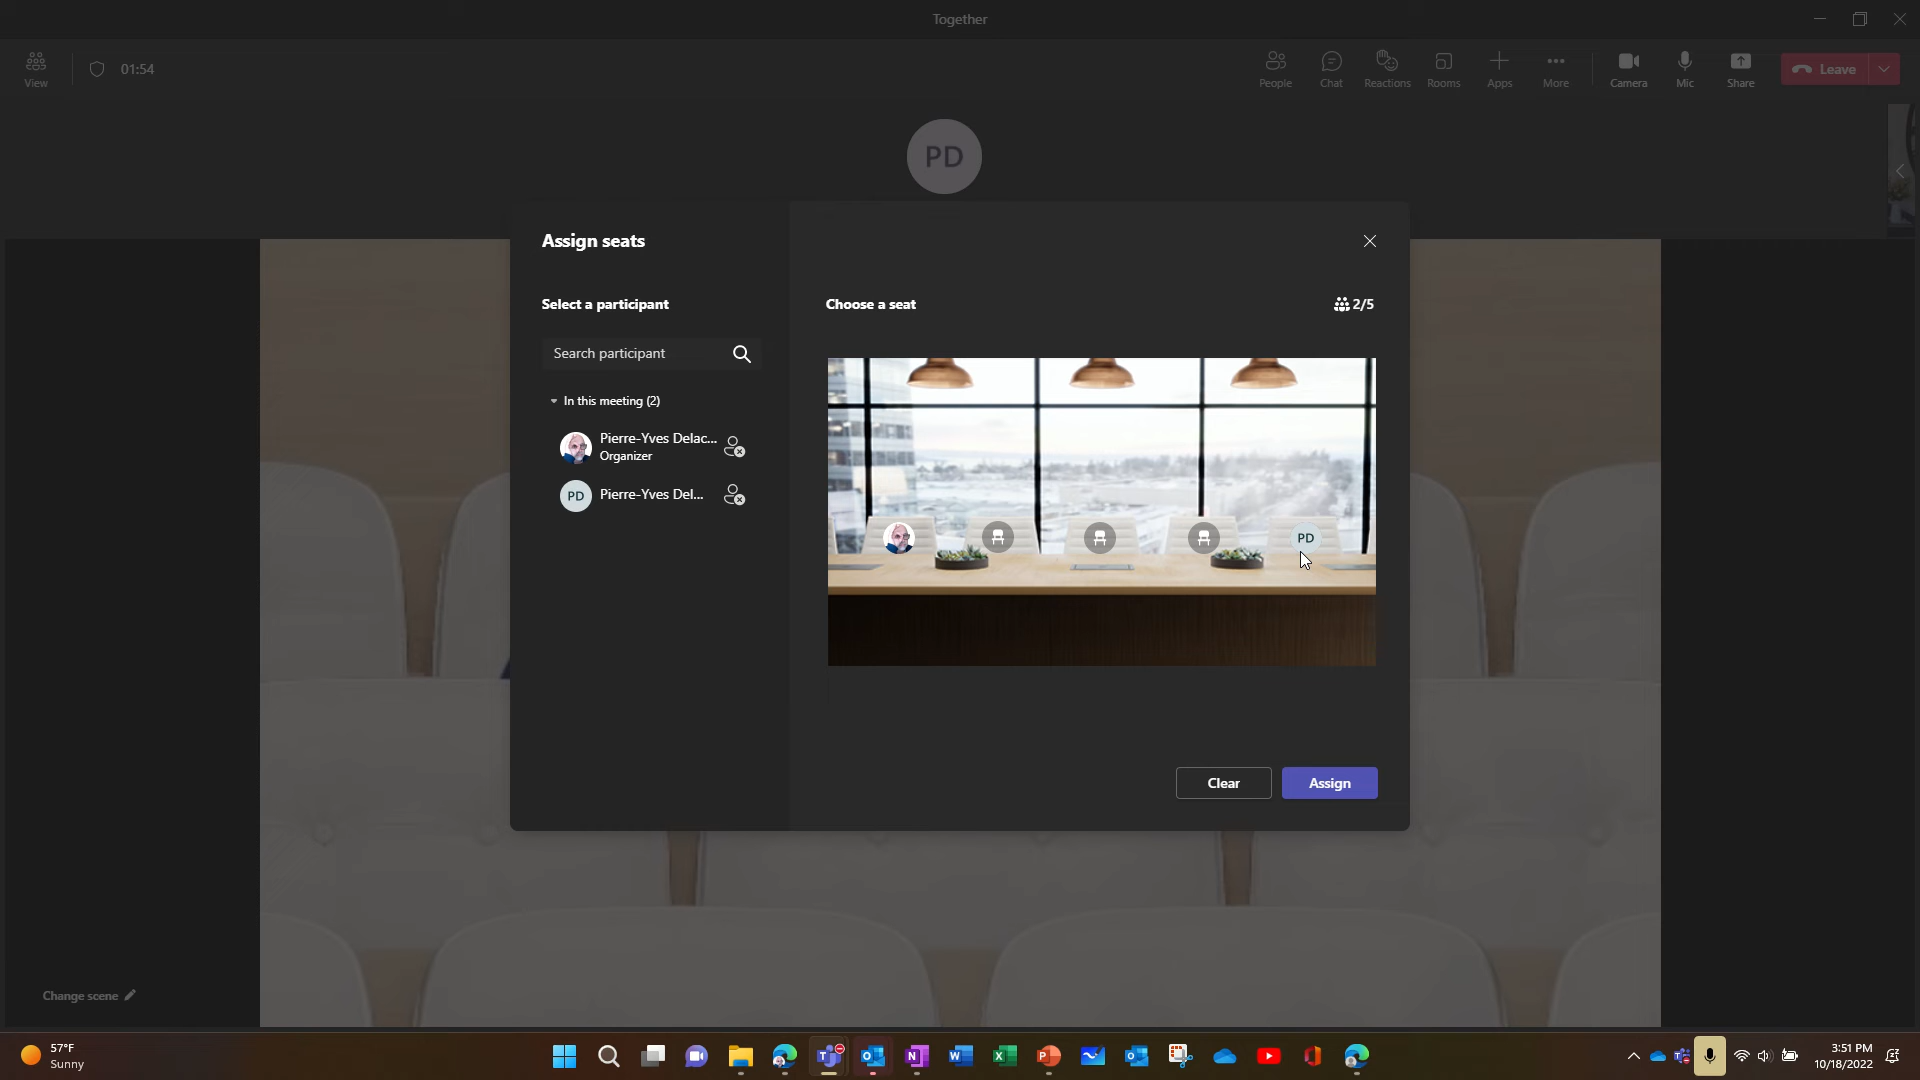 Together
View
01:54
People
Chat
Reactions
Rooms
Apps
More
Camera
Mic
Share
Leave
PD
Assign seats
Select a participant
Search participant
In this meeting (2)
Pierre-Yves Delac...
Organizer
PD
Pierre-Yves Del...
Choose a seat
2/5
PD
Clear
Assign
Change scene
57°F
Sunny
3:51 PM
10/18/2022